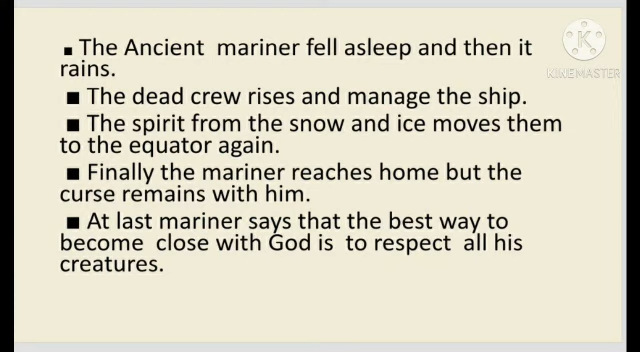 ▪ The Ancient mariner fell asleep and then it
rains.
■ The dead crew rises and manage the ship.
■ The spirit from the snow and ice moves them
to the equator again.
■ Finally the mariner reaches home but the
curse remains with him.
■ At last mariner says that the best way to
become close with God is to respect all his
creatures.
K
KINEMASTER